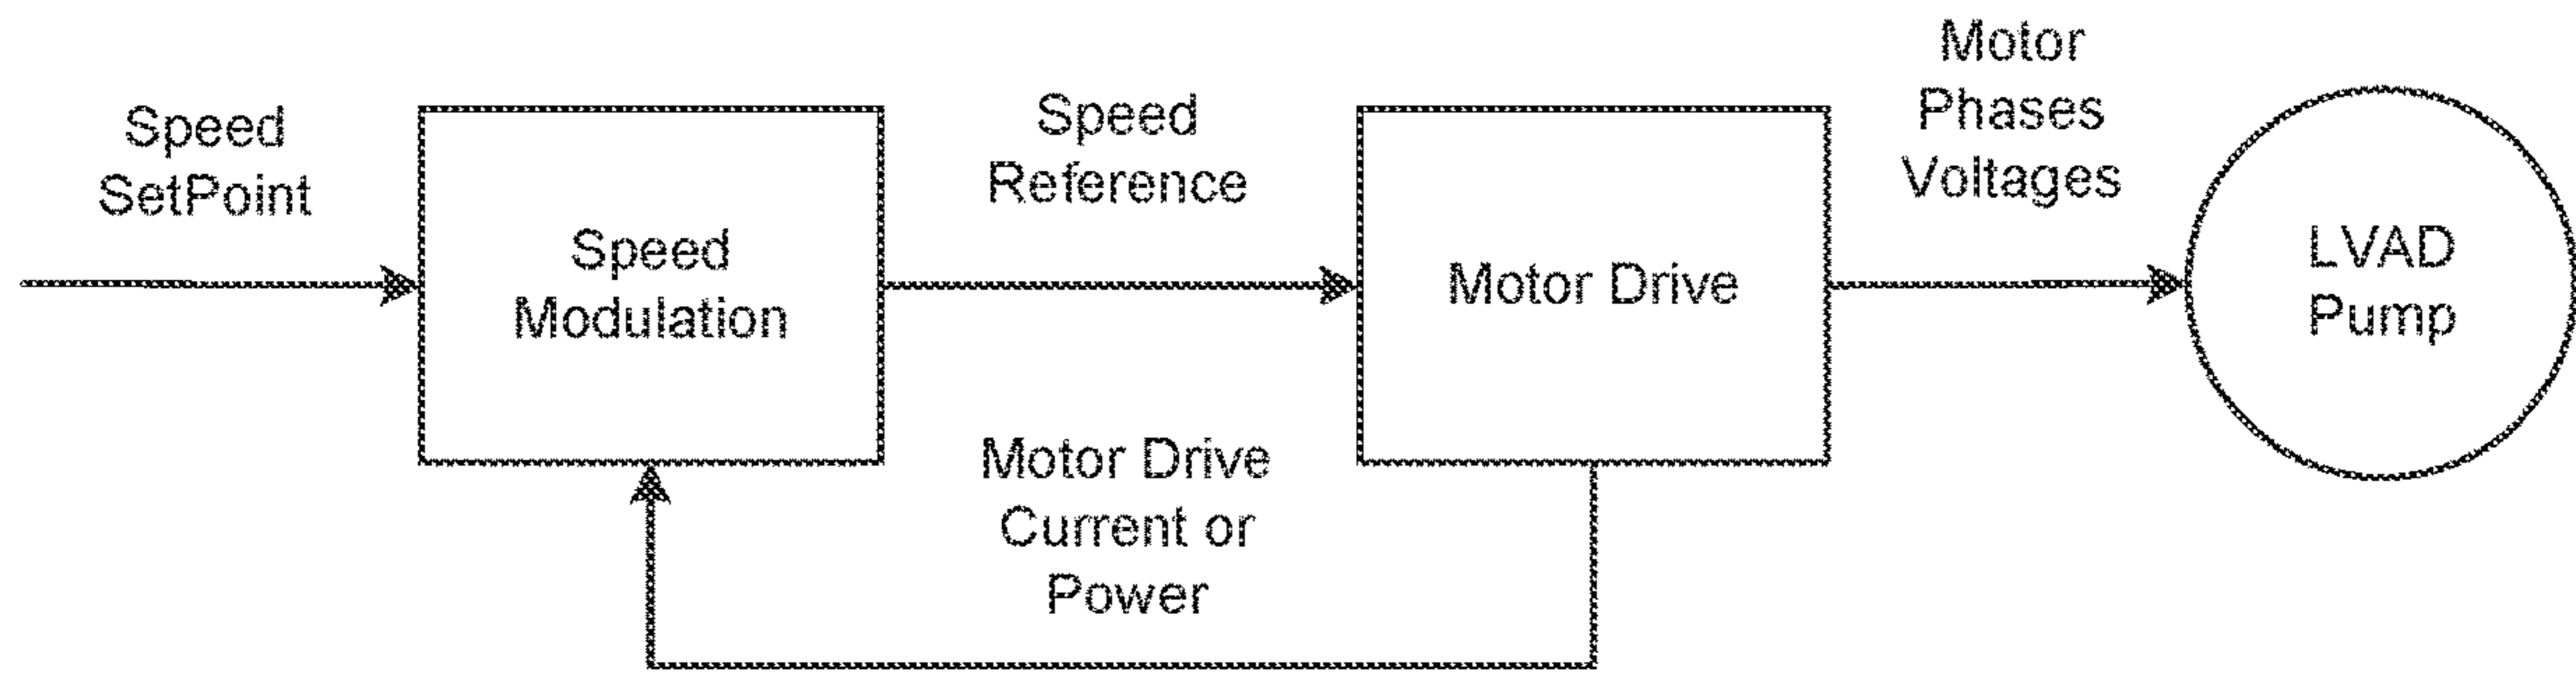 Speed
SetPoint
Speed
Modulation
Speed
Reference
Motor Drive
Current or
Power
Motor Drive
Motor
Phases
Voltages
LVAD
Pump